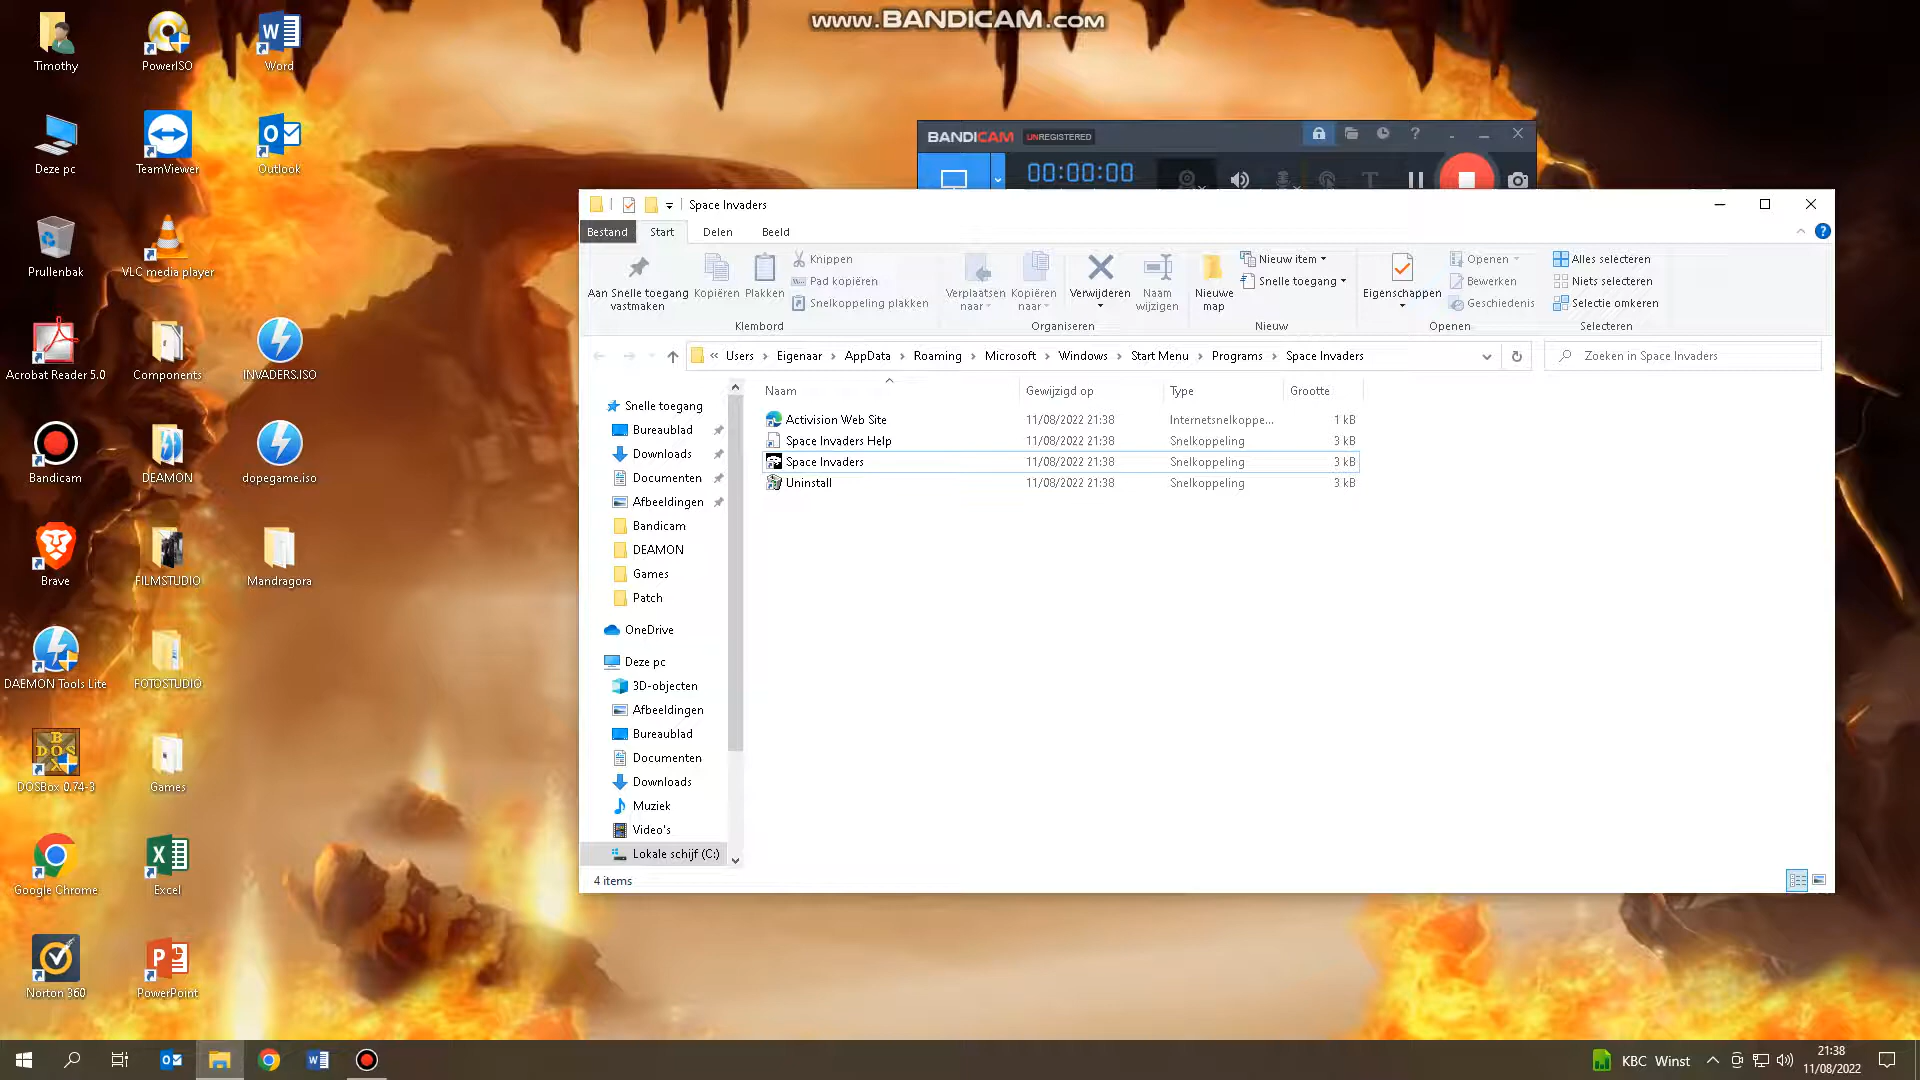 www.BANDICAM.com
Timothy
PowerISO
Word
Deze pc
TeamViewer
Outlook
Prullenbak
VLC media player
Acrobat Reader 5.0
Components
INVADERS.ISO
Bandicam
DEAMON
dopegame.iso
Brave
FILMSTUDIO
Mandragora
DAEMON Tools Lite
FOTOSTUDIO
DOSBox 0.74-3
Games
Google Chrome
Excel
Norton 360
PowerPoint
BANDICAM UNREGISTERED
00:00:00
Space Invaders
Bestand Start Delen Beeld
Aan Snelle toegang vastmaken
Kopiëren
Plakken
Knippen
Pad kopiëren
Snelkoppeling plakken
Klembord
Verplaatsen naar
Kopiëren naar
Verwijderen
Naam wijzigen
Organiseren
Nieuwe map
Nieuw item
Snelle toegang
Nieuw
Eigenschappen
Openen
Bewerken
Geschiedenis
Openen
Alles selecteren
Niets selecteren
Selectie omkeren
Selecteren
« Users › Eigenaar › AppData › Roaming › Microsoft › Windows › Start Menu › Programs › Space Invaders
Zoeken in Space Invaders
Snelle toegang
Bureaublad
Downloads
Documenten
Afbeeldingen
Bandicam
DEAMON
Games
Patch
OneDrive
Deze pc
3D-objecten
Afbeeldingen
Bureaublad
Documenten
Downloads
Muziek
Video's
Lokale schijf (C:)
Naam Gewijzigd op Type Grootte
Activision Web Site 11/08/2022 21:38 Internetsnelkoppe... 1 kB
Space Invaders Help 11/08/2022 21:38 Snelkoppeling 3 kB
Space Invaders 11/08/2022 21:38 Snelkoppeling 3 kB
Uninstall 11/08/2022 21:38 Snelkoppeling 3 kB
4 items
KBC Winst
21:38
11/08/2022